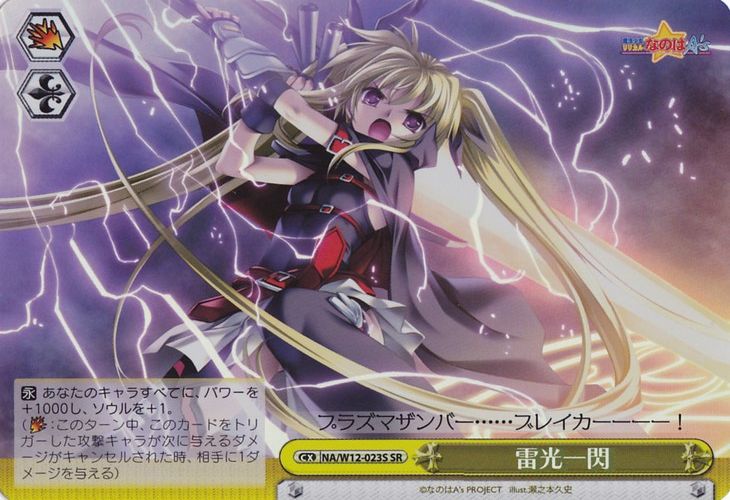 魔法少女
リリカル
なのは
A's
永 あなたのキャラすべてに、パワーを
+1000し、ソウルを+1。
（ :このターン中、このカードをトリ
ガーした攻撃キャラが次に与えるダメー
ジがキャンセルされた時、相手に1ダ
メージを与える）
プラズマザンバー……ブレイカーーーー！
CX NA/W12-023S SR
雷光一閃
©なのはA's PROJECT illust.瀬之本久史